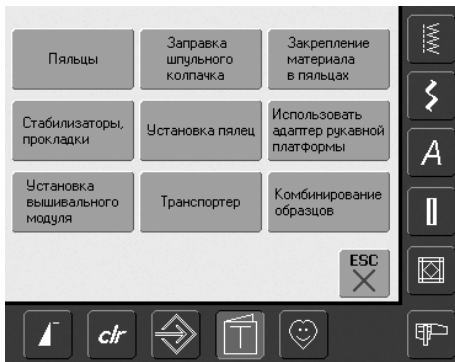 Пяльцы
Заправка
шпульного
колпачка
Закрепление
материала
в пяльцах
Стабилизаторы,
прокладки
Установка пялец
Использовать
адаптер рукавной
платформы
Установка
вышивального
модуля
Транспортер
Комбинирование
образцов
ESC
A
clr
T